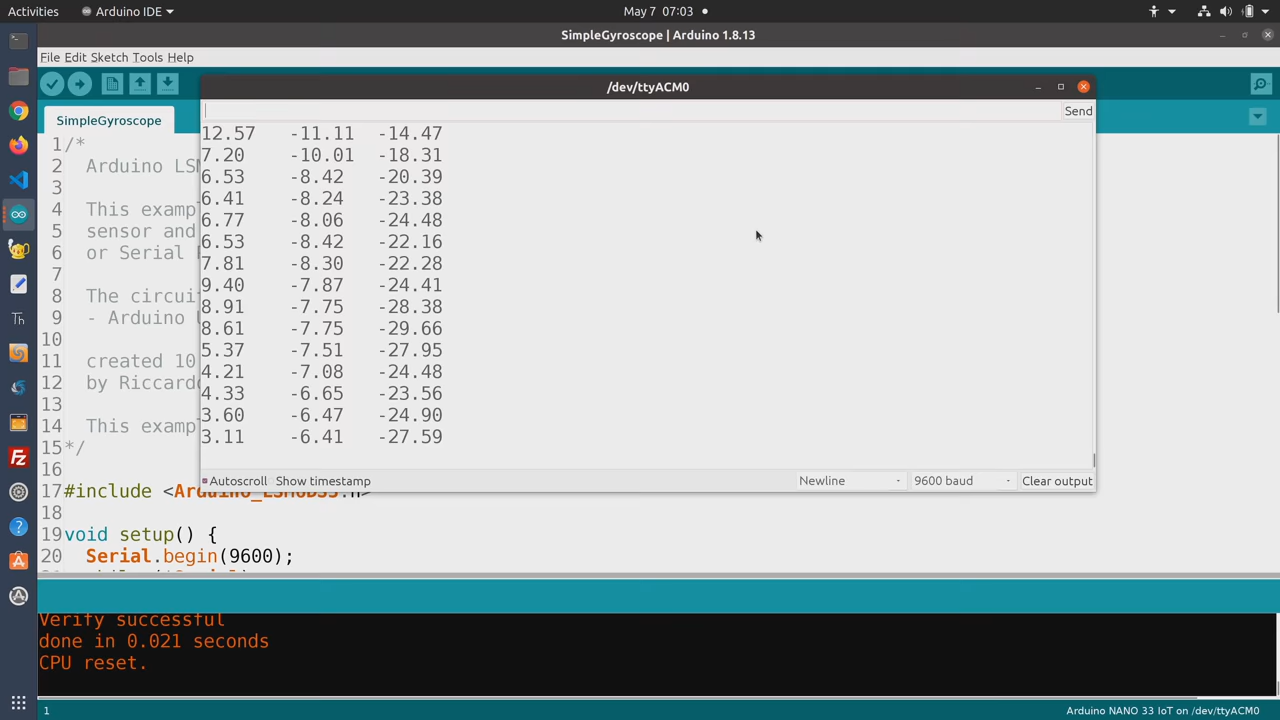 Activities Arduino IDE May 7 07:03
SimpleGyroscope | Arduino 1.8.13
File Edit Sketch Tools Help
/dev/ttyACM0
Send
SimpleGyroscope
12.57 -11.11 -14.47
7.20 -10.01 -18.31
6.53 -8.42 -20.39
6.41 -8.24 -23.38
6.77 -8.06 -24.48
6.53 -8.42 -22.16
7.81 -8.30 -22.28
9.40 -7.87 -24.41
8.91 -7.75 -28.38
8.61 -7.75 -29.66
5.37 -7.51 -27.95
4.21 -7.08 -24.48
4.33 -6.65 -23.56
3.60 -6.47 -24.90
3.11 -6.41 -27.59
Autoscroll Show timestamp Newline 9600 baud Clear output
1 /*
2 Arduino
3
4 This
5 sensor and
6 or Serial
7
8 The
9 - Arduino
10
11 created 10
12 by
13
14 This
15 */
16
17 #include <Arduino_LSM6DS3.h>
18
19 void setup() {
20 Serial.begin(9600);
Verify successful
done in 0.021 seconds
CPU reset.
1 Arduino NANO 33 IoT on /dev/ttyACM0
Th